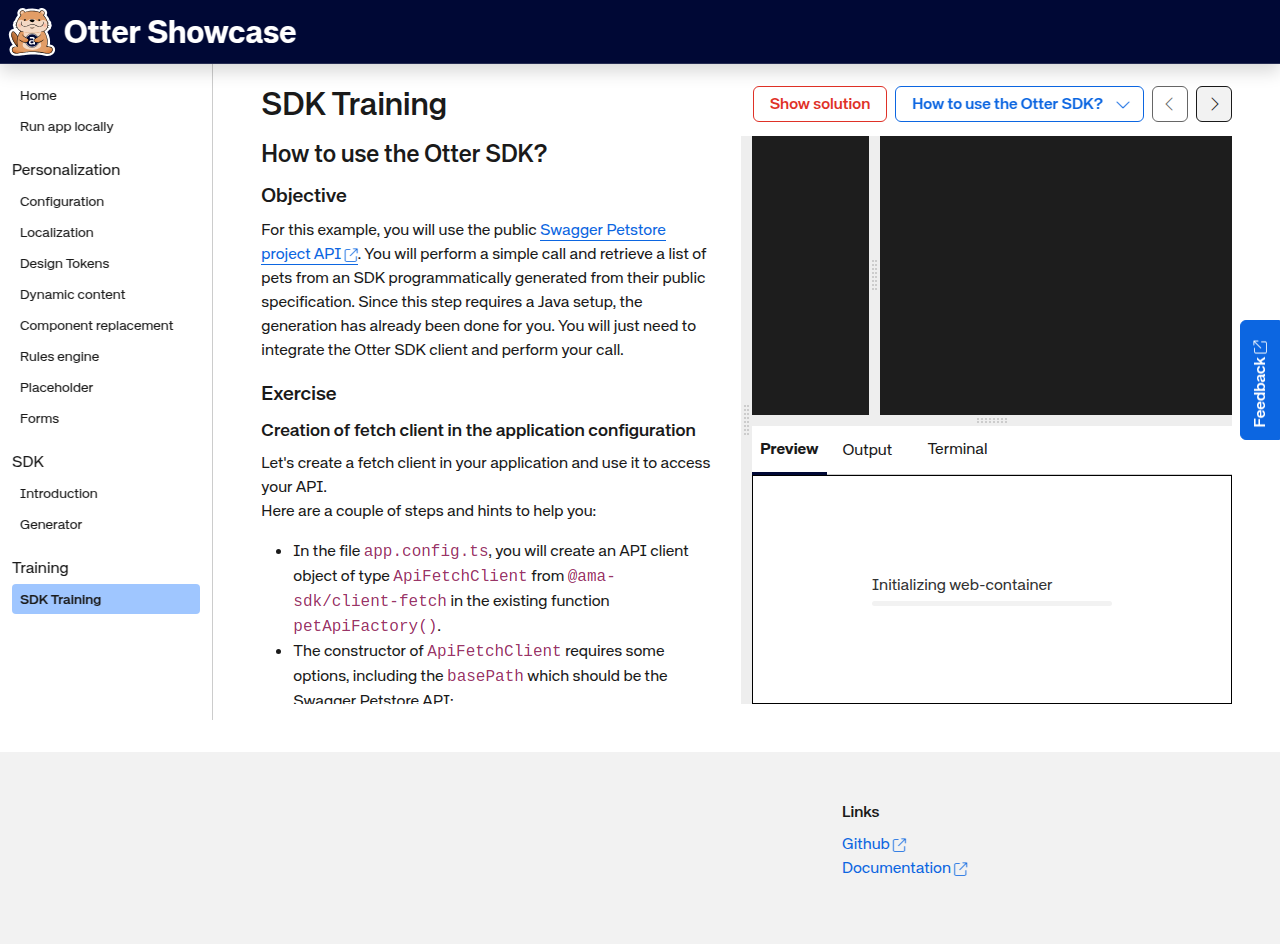 Otter Showcase
Home
Run app locally
Personalization
Configuration
Localization
Design Tokens
Dynamic content
Component replacement
Rules engine
Placeholder
Forms
SDK
Introduction
Generator
Training
SDK Training
SDK Training
Show solution
How to use the Otter SDK?
How to use the Otter SDK?
Objective
For this example, you will use the public Swagger Petstore
project API. You will perform a simple call and retrieve a list of
pets from an SDK programmatically generated from their public
specification. Since this step requires a Java setup, the
generation has already been done for you. You will just need to
integrate the Otter SDK client and perform your call.
Exercise
Creation of fetch client in the application configuration
Let's create a fetch client in your application and use it to access
your API.
Here are a couple of steps and hints to help you:
In the file app.config.ts, you will create an API client
object of type ApiFetchClient from @ama-
sdk/client-fetch in the existing function
petApiFactory().
The constructor of ApiFetchClient requires some
options, including the basePath which should be the
Swagger Petstore API:
Preview
Output
Terminal
Initializing web-container
Feedback
Links
Github
Documentation